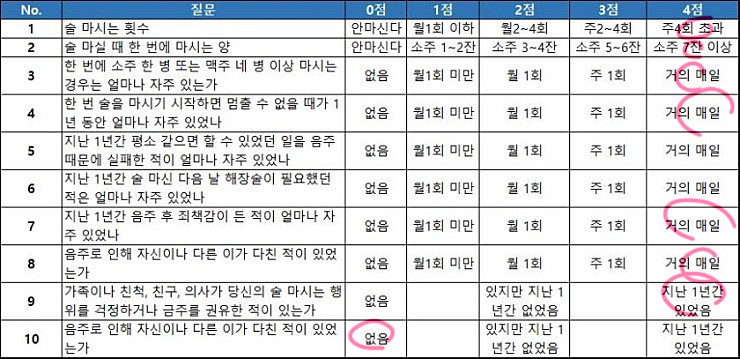 No. 질문 0점 1점 2점 3점 4점
1 술 마시는 횟수 안마신다 월1회 이하 월2~4회 주2~4회 주4회 초과
2 술 마실 때 한 번에 마시는 양 안마신다 소주 1~2잔 소주 3~4잔 소주 5~6잔 소주 7잔 이상
3 한 번에 소주 한 병 또는 맥주 네 병 이상 마시는
경우는 얼마나 자주 있는가 없음 월1회 미만 월 1회 주 1회 거의 매일
4 한 번 술을 마시기 시작하면 멈출 수 없을 때가 1
년 동안 얼마나 자주 있었나 없음 월1회 미만 월 1회 주 1회 거의 매일
5 지난 1년간 평소 같으면 할 수 있었던 일을 음주
때문에 실패한 적이 얼마나 자주 있었나 없음 월1회 미만 월 1회 주 1회 거의 매일
6 지난 1년간 술 마신 다음 날 해장술이 필요했던
적은 얼마나 자주 있었나 없음 월1회 미만 월 1회 주 1회 거의 매일
7 지난 1년간 음주 후 죄책감이 든 적이 얼마나 자
주 있었나 없음 월1회 미만 월 1회 주 1회 거의 매일
8 음주로 인해 자신이나 다른 이가 다친 적이 있었
는가 없음 월1회 미만 월 1회 주 1회 거의 매일
9 가족이나 친척, 친구, 의사가 당신의 술 마시는 행
위를 걱정하거나 금주를 권유한 적이 있는가 없음 있지만 지난 1
년간 없었음 지난 1년간
있었음
10 음주로 인해 자신이나 다른 이가 다친 적이 있었
는가 없음 있지만 지난 1
년간 없었음 지난 1년간
있었음